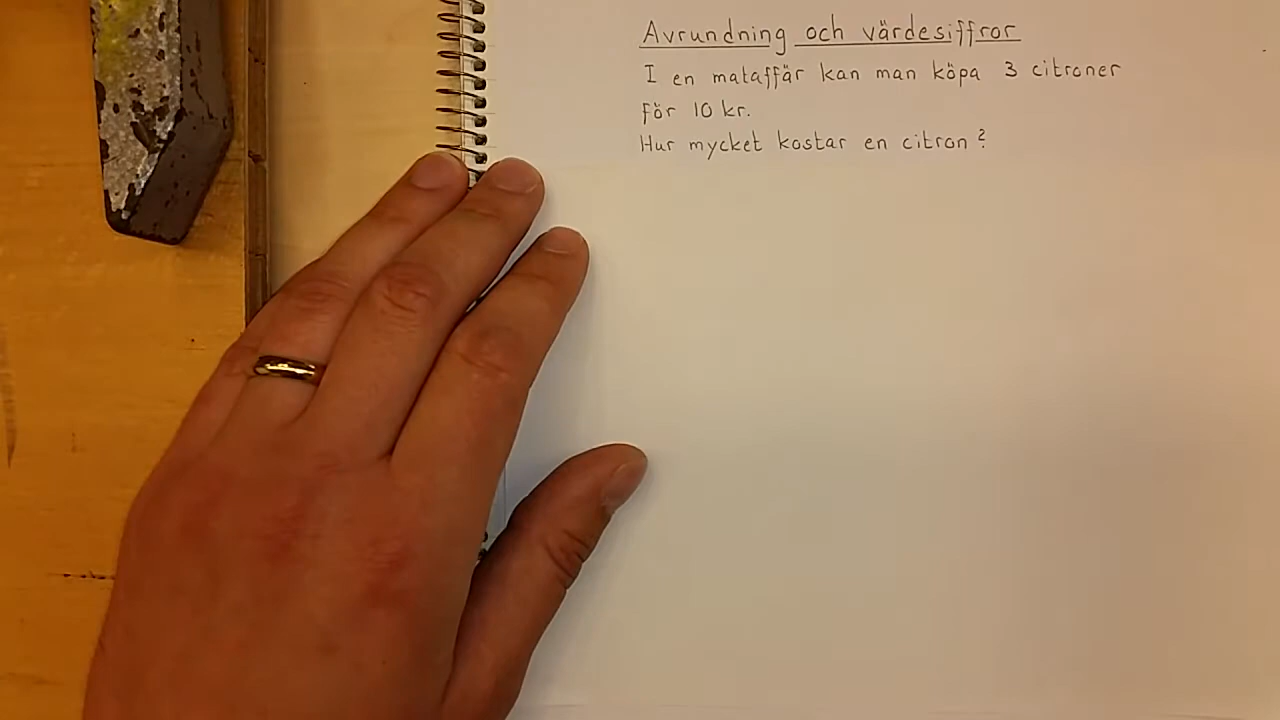 Avrundning och värdesiffror
I en mataffär kan man köpa 3 citroner
för 10 kr.
Hur mycket kostar en citron?